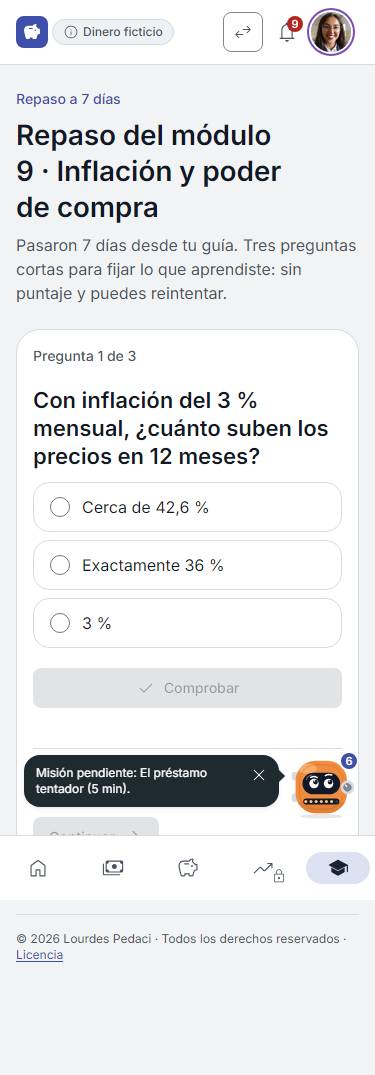 Dinero ficticio
9
Repaso a 7 días
Repaso del módulo
9 · Inflación y poder
de compra
Pasaron 7 días desde tu guía. Tres preguntas
cortas para fijar lo que aprendiste: sin
puntaje y puedes reintentar.
Pregunta 1 de 3
Con inflación del 3 %
mensual, ¿cuánto suben los
precios en 12 meses?
Cerca de 42,6 %
Exactamente 36 %
3 %
Comprobar
Misión pendiente: El préstamo
tentador (5 min).
6
Continuar
© 2026 Lourdes Pedaci · Todos los derechos reservados ·
Licencia